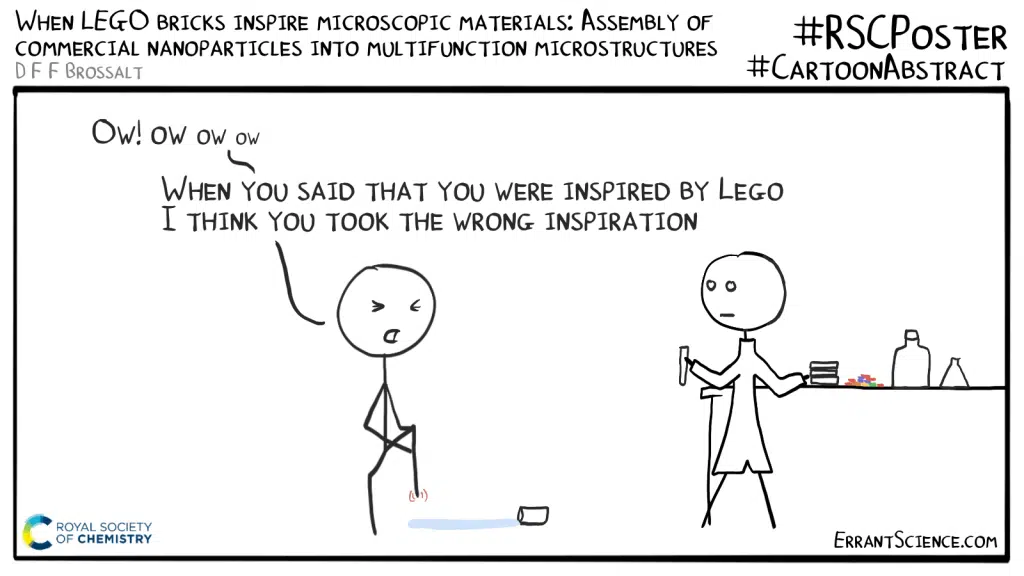 When LEGO bricks inspire microscopic materials: Assembly of
commercial nanoparticles into multifunction microstructures
D F F Brossalt
#RSCPoster
#CartoonAbstract
Ow! ow ow ow
When you said that you were inspired by Lego
I think you took the wrong inspiration
ROYAL SOCIETY
OF CHEMISTRY
ErrantScience.com